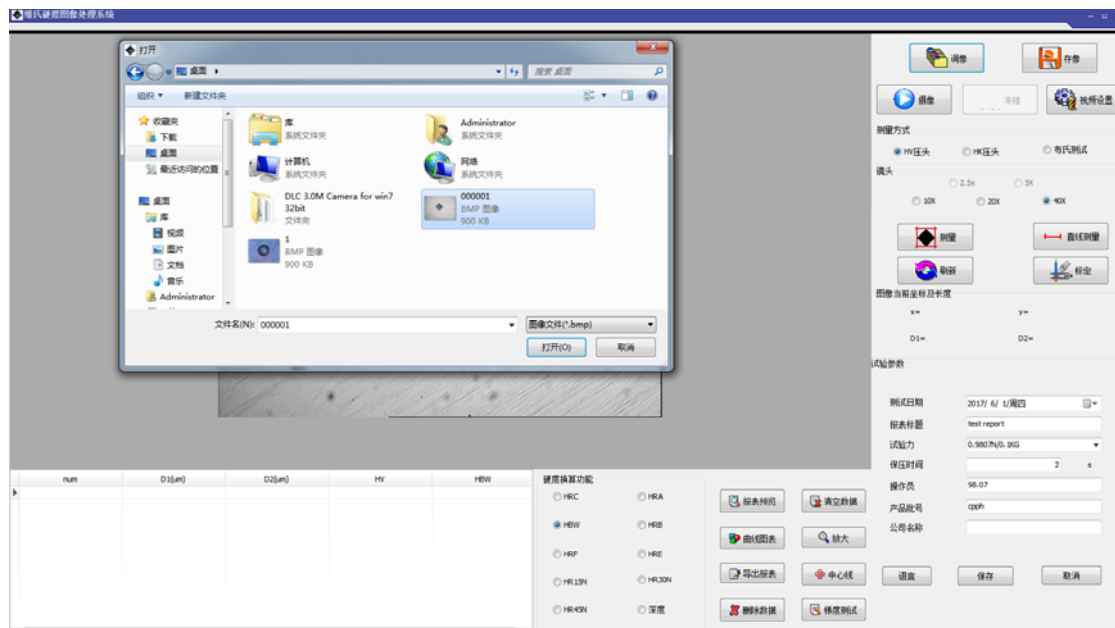 维氏硬度图像处理系统
打开
桌面
搜索 桌面
组织 新建文件夹
收藏夹
下载
桌面
最近访问的位置
桌面
库
视频
图片
文档
音乐
Administrator
库
系统文件夹
Administrator
系统文件夹
计算机
系统文件夹
网络
系统文件夹
DLC 3.0M Camera for win7
32bit
文件夹
000001
BMP 图像
900 KB
1
BMP 图像
900 KB
文件名(N): 000001
图像文件(*.bmp)
打开(O) 取消
调像 存像
摄像 冻结 视频设置
测量方式
HV压头 HK压头 布氏测试
镜头
2.5x 5X
10X 20X 40X
测量 直线测量
刷新 标定
图像当前坐标及长度
x= y=
D1= D2=
试验参数
测试日期 2017/ 6/ 1/周四
报表标题 test report
试验力 0.9807N/0.1KG
保压时间 2 s
操作员 98.07
产品批号 cpph
公司名称
语言 保存 取消
num D1(um) D2(um) HV HBW
硬度换算功能
HRC HRA
HBW HRB
HRF HRE
HR15N HR30N
HR45N 深度
报表预览 清空数据
曲线图表 放大
导出报表 中心线
删除数据 梯度测试